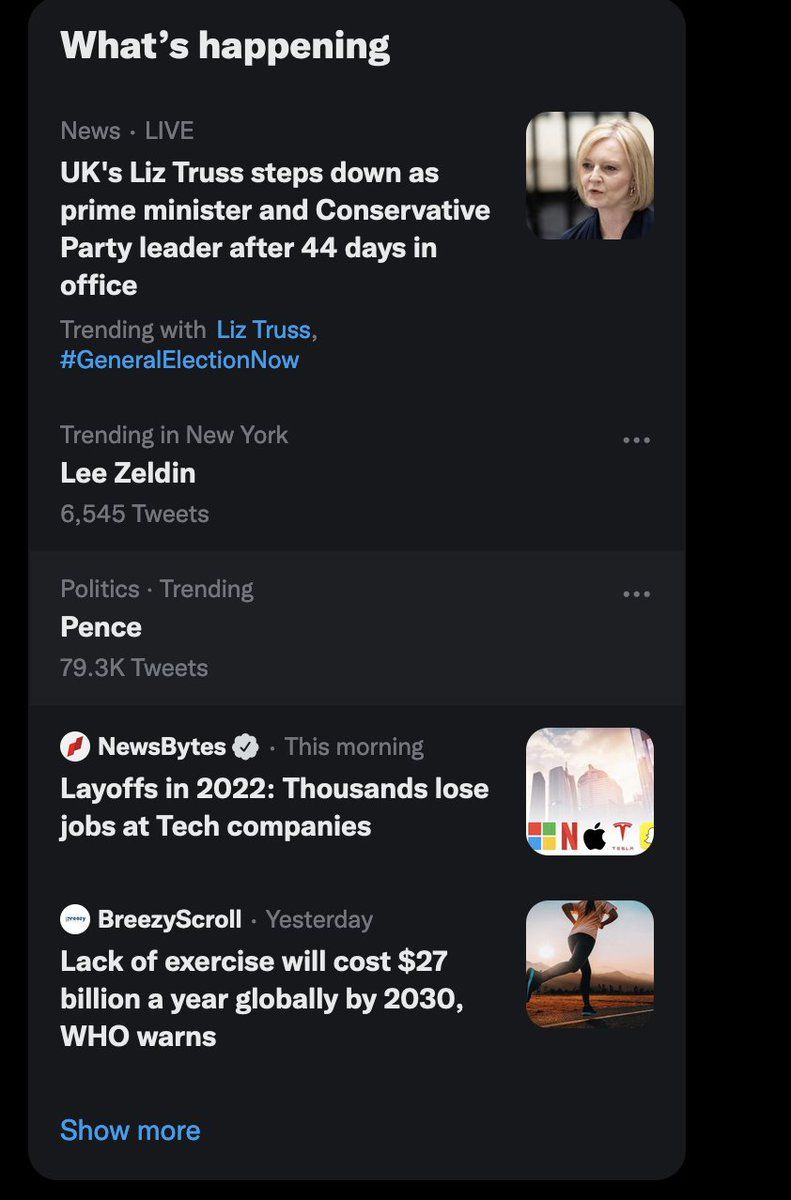 What’s happening
News · LIVE
UK's Liz Truss steps down as
prime minister and Conservative
Party leader after 44 days in
office
Trending with Liz Truss,
#GeneralElectionNow
Trending in New York
Lee Zeldin
6,545 Tweets
Politics · Trending
Pence
79.3K Tweets
NewsBytes · This morning
Layoffs in 2022: Thousands lose
jobs at Tech companies
N
TESLA
breezy BreezyScroll · Yesterday
Lack of exercise will cost $27
billion a year globally by 2030,
WHO warns
Show more